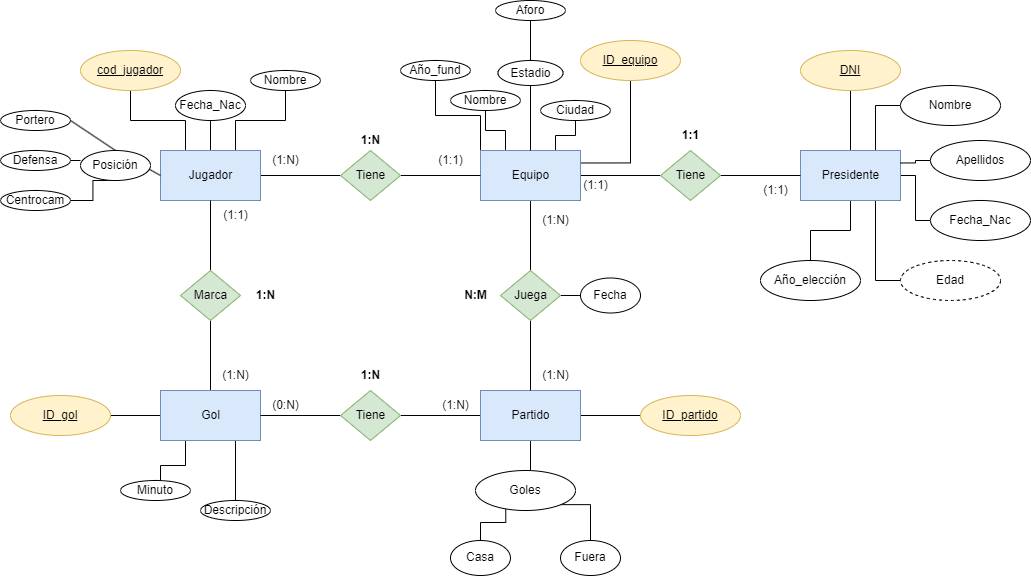 Aforo
ID_equipo
cod_jugador
Año_fund
Estadio
DNI
Nombre
Fecha_Nac
Nombre
Ciudad
Nombre
Portero
1:N
1:1
Defensa
Posición
(1:N)
(1:1)
Apellidos
Jugador
Tiene
Equipo
(1:1)
Tiene
(1:1)
Presidente
Centrocam
(1:1)
(1:N)
Fecha_Nac
Año_elección
Edad
Marca
1:N
N:M
Juega
Fecha
(1:N)
1:N
(1:N)
ID_gol
Gol
(0:N)
Tiene
(1:N)
Partido
ID_partido
Minuto
Descripción
Goles
Casa
Fuera